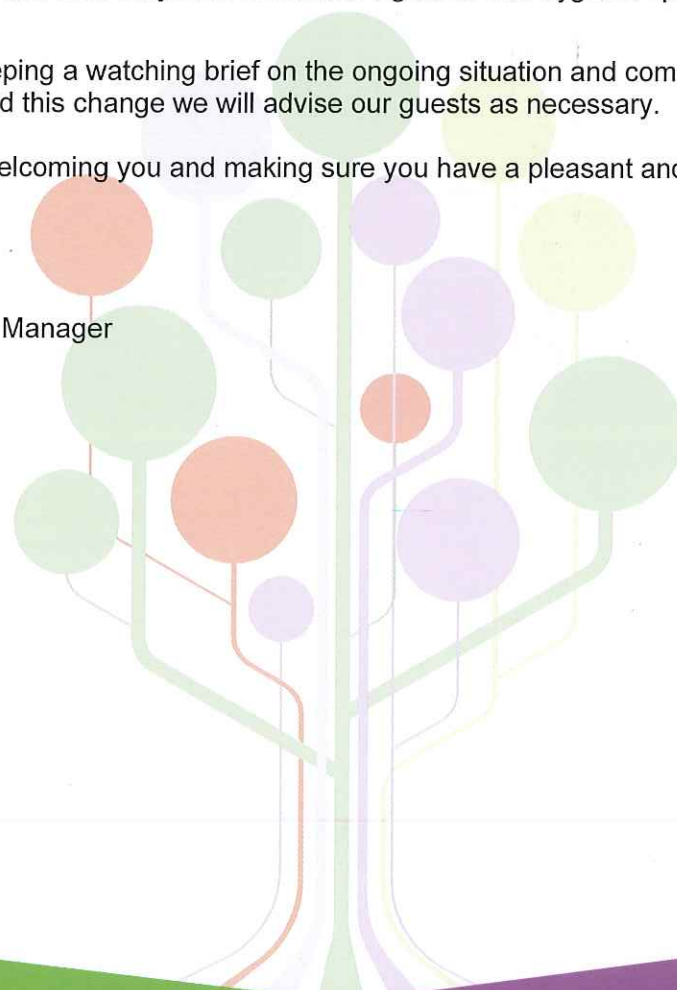 eping a watching brief on the ongoing situation and com
d this change we will advise our guests as necessary.
elcoming you and making sure you have a pleasant and
Manager